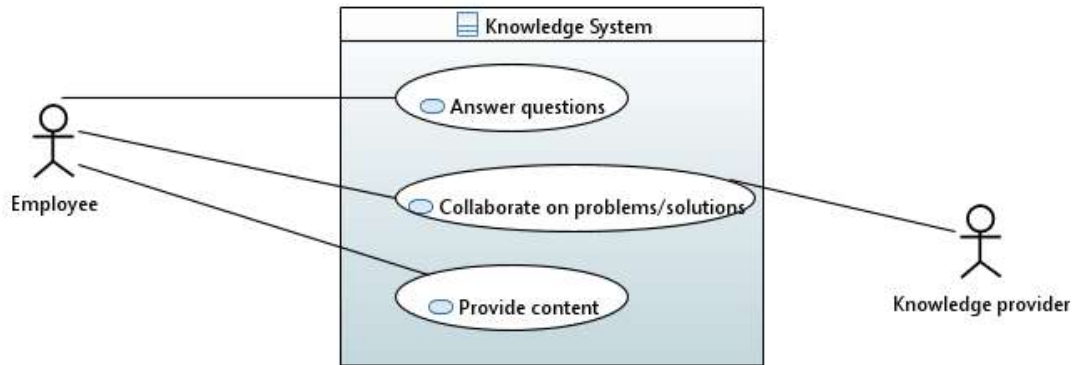 Knowledge System
Answer questions
Employee
Collaborate on problems/solutions
Provide content
Knowledge provider